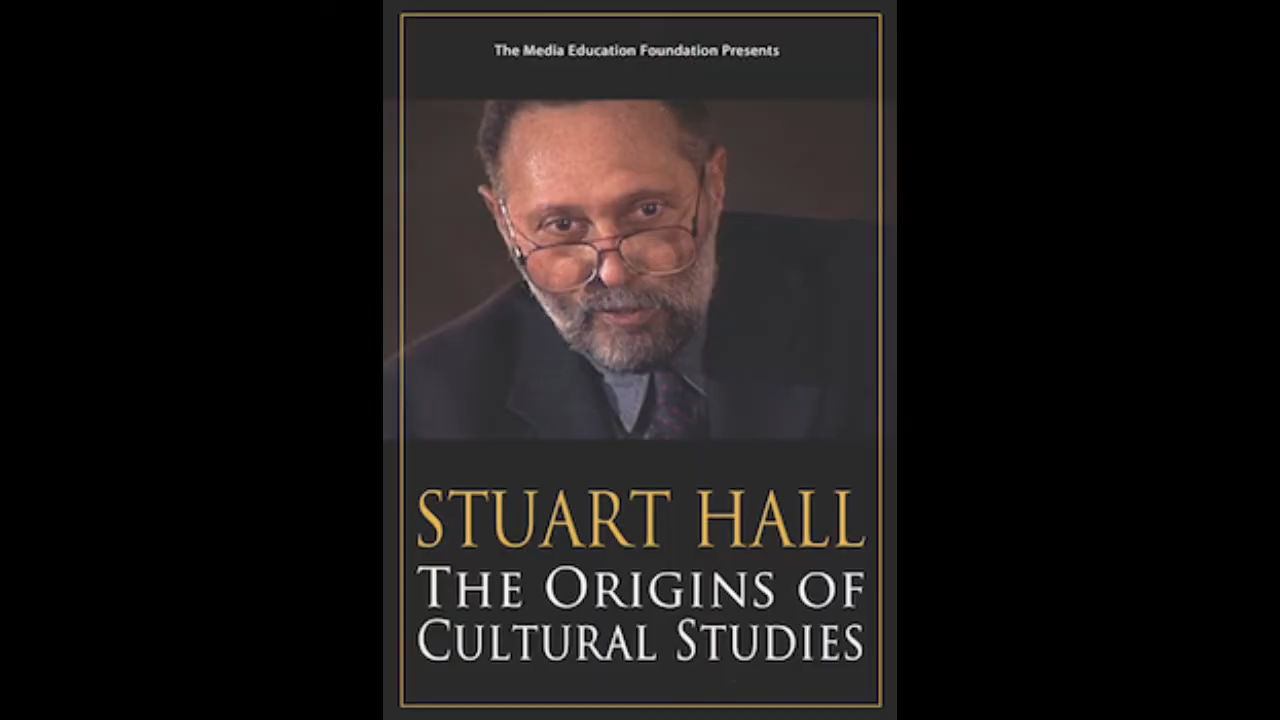 The Media Education Foundation Presents
STUART HALL
THE ORIGINS OF
CULTURAL STUDIES